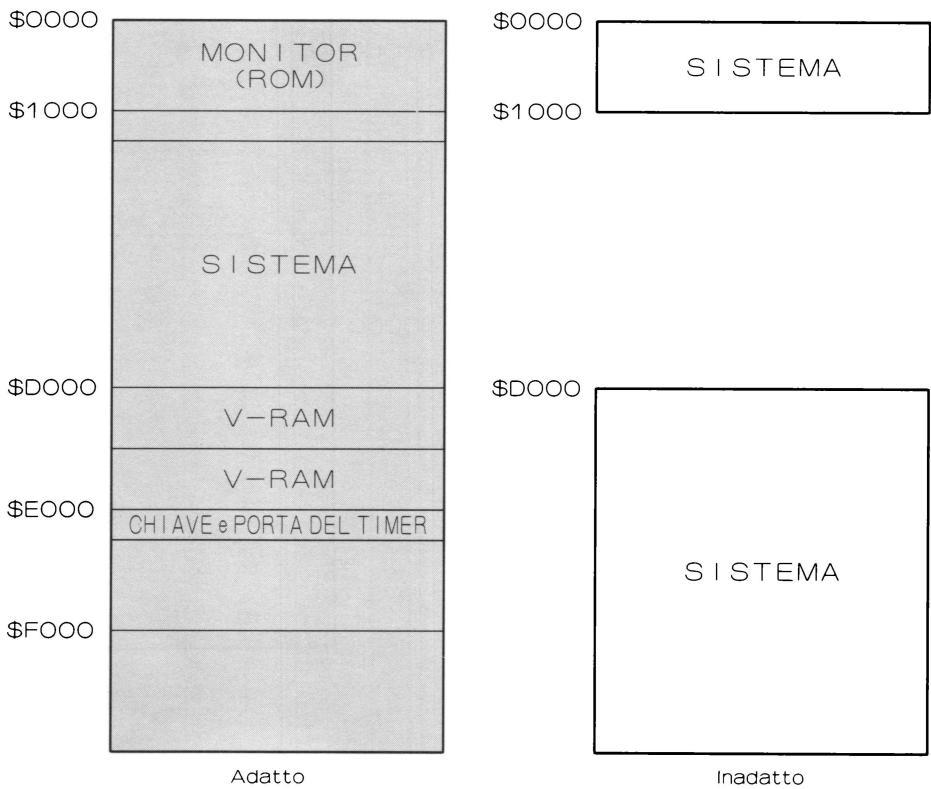 $0000
MONITOR
(ROM)
$1000
SISTEMA
$D000
V-RAM
V-RAM
$E000
CHIAVE e PORTA DEL TIMER
$F000
Adatto
$0000
SISTEMA
$1000
$D000
SISTEMA
Inadatto